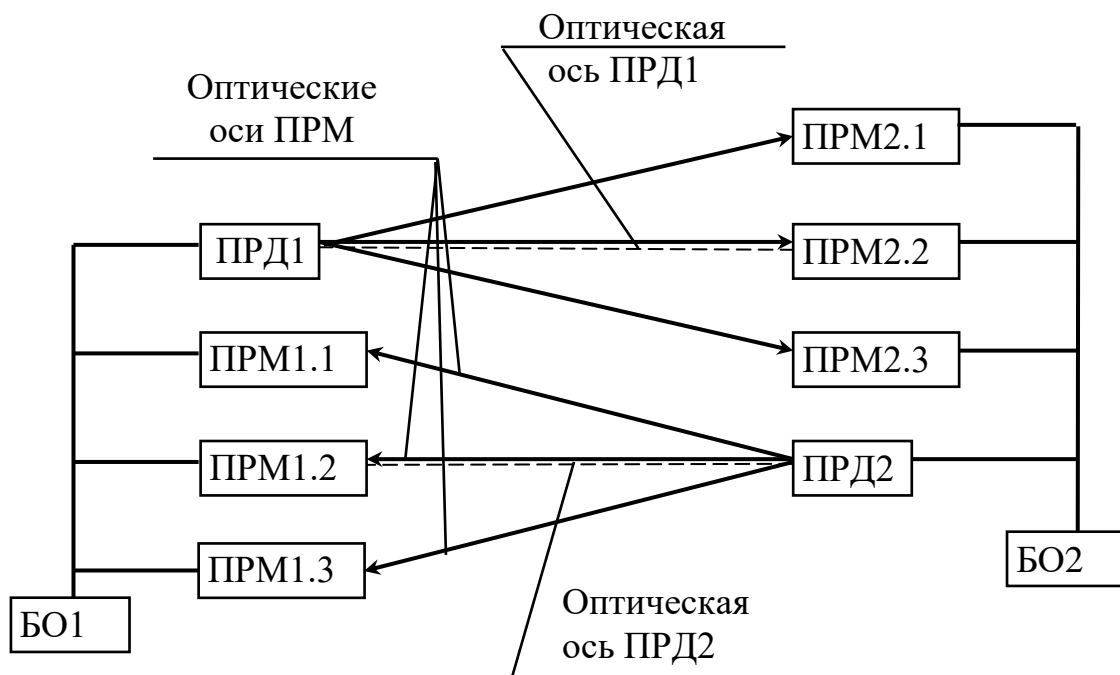 Оптическая
ось ПРД1
Оптические
оси ПРМ
ПРМ2.1
ПРД1
ПРМ2.2
ПРМ1.1
ПРМ2.3
ПРМ1.2
ПРД2
ПРМ1.3
БО2
БО1
Оптическая
ось ПРД2